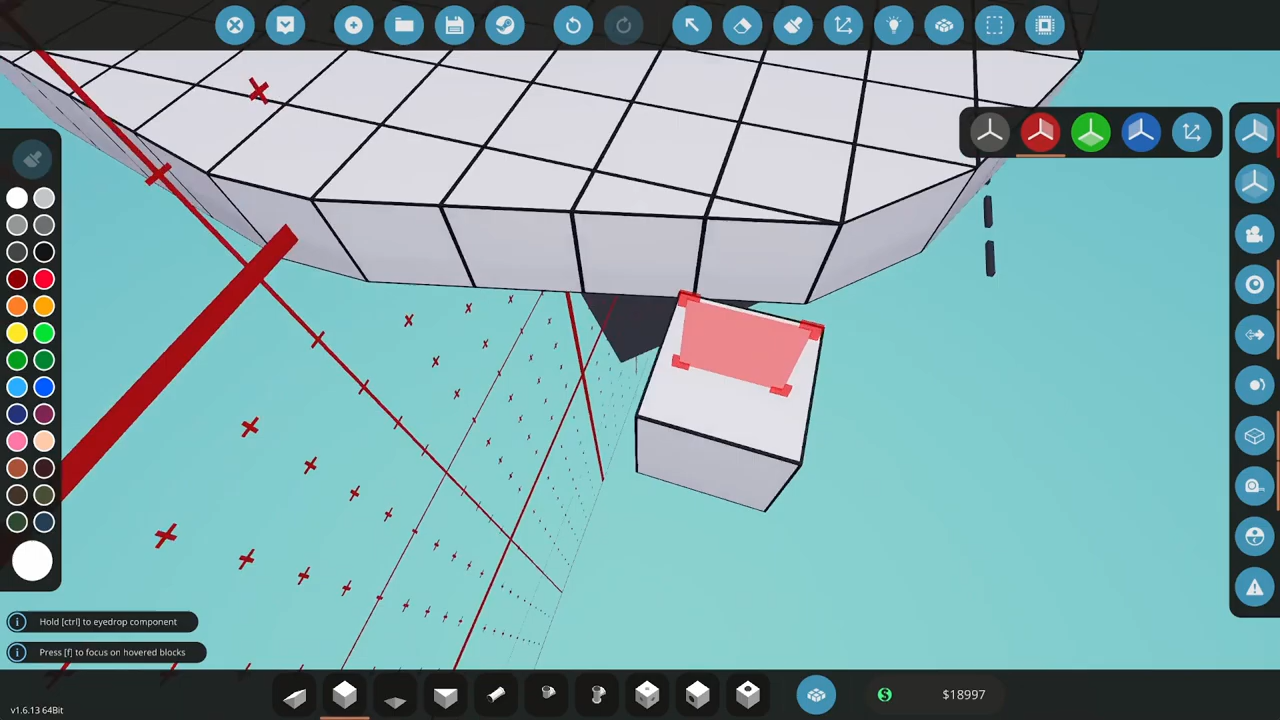 Hold [ctrl] to eyedrop component
Press [f] to focus on hovered blocks
$18997
v1.6.13 64Bit